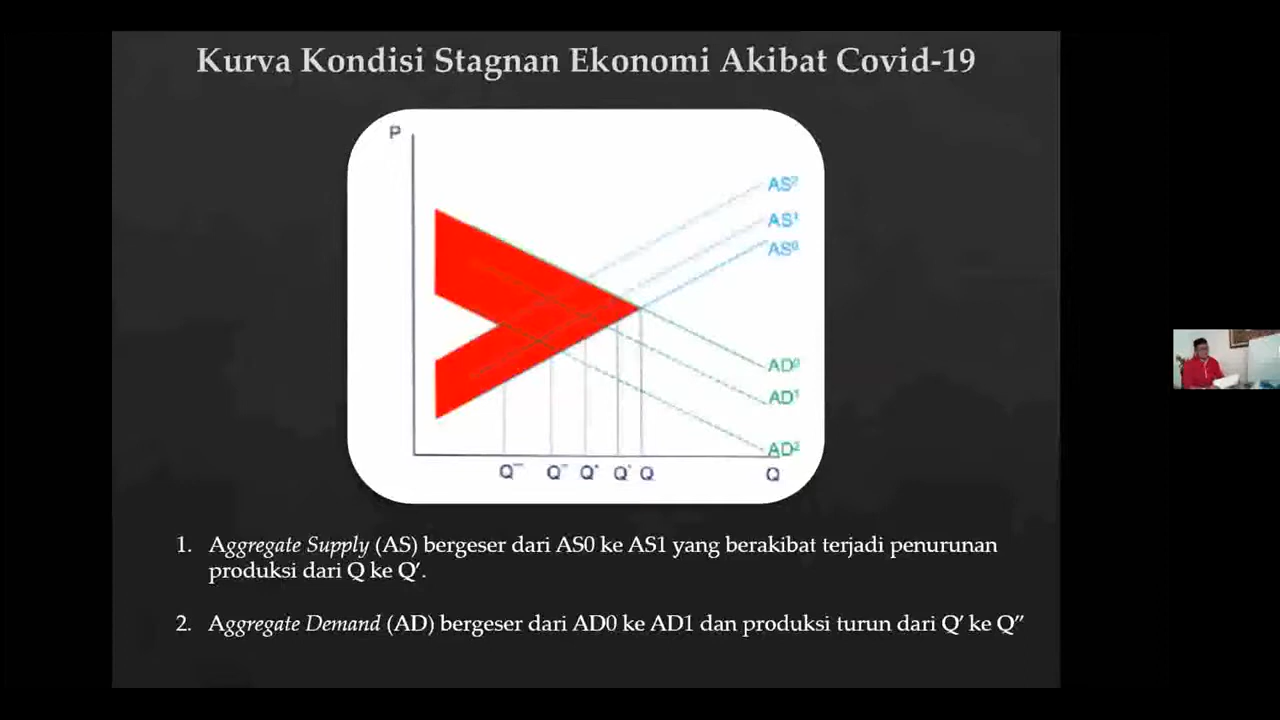 Kurva Kondisi Stagnan Ekonomi Akibat Covid-19
P
AS²
AS¹
AS⁰
AD⁰
AD¹
AD²
Q Q Q Q Q
Q
1. Aggregate Supply (AS) bergeser dari AS0 ke AS1 yang berakibat terjadi penurunan
produksi dari Q ke Q′.
2. Aggregate Demand (AD) bergeser dari AD0 ke AD1 dan produksi turun dari Q′ ke Q″